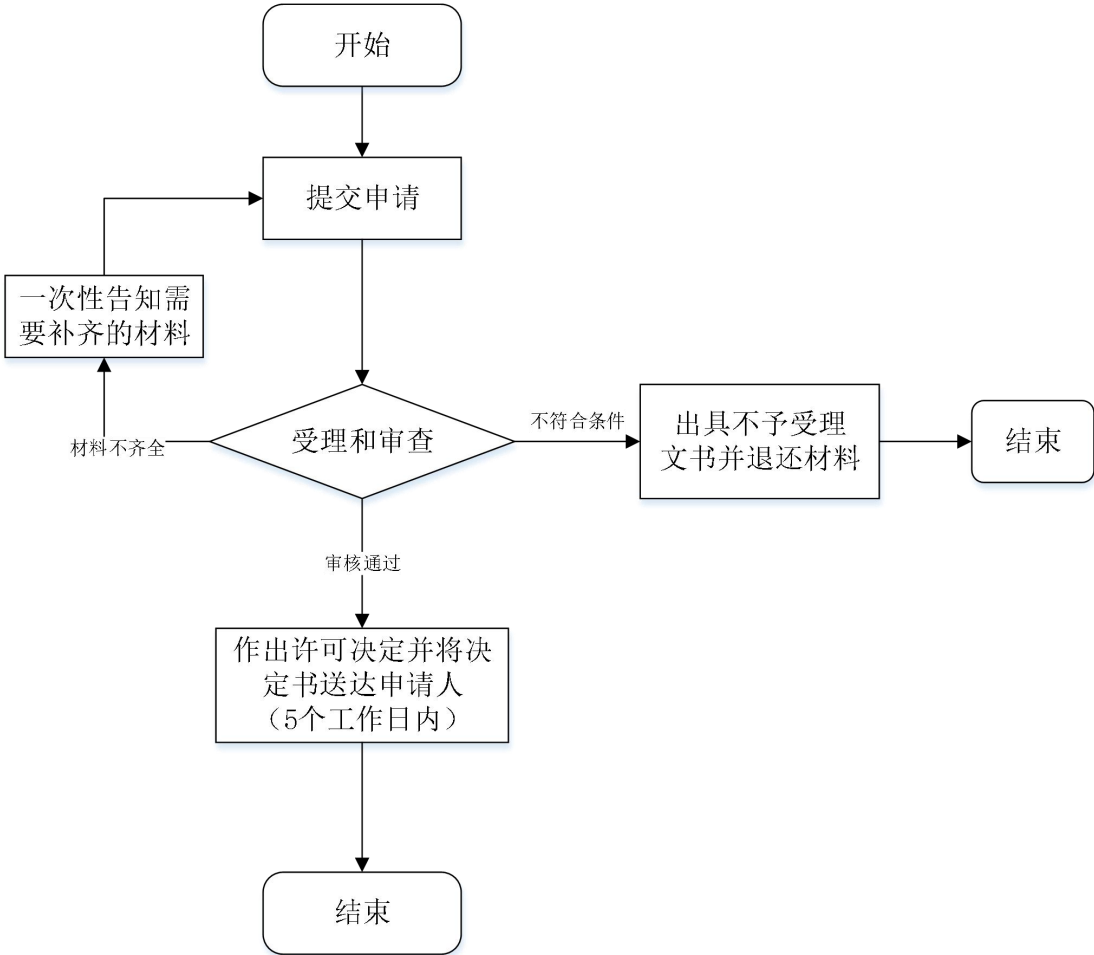 开始
提交申请
一次性告知需
要补齐的材料
材料不齐全
受理和审查
不符合条件
出具不予受理
文书并退还材料
结束
审核通过
作出许可决定并将决
定书送达申请人
（5个工作日内）
结束